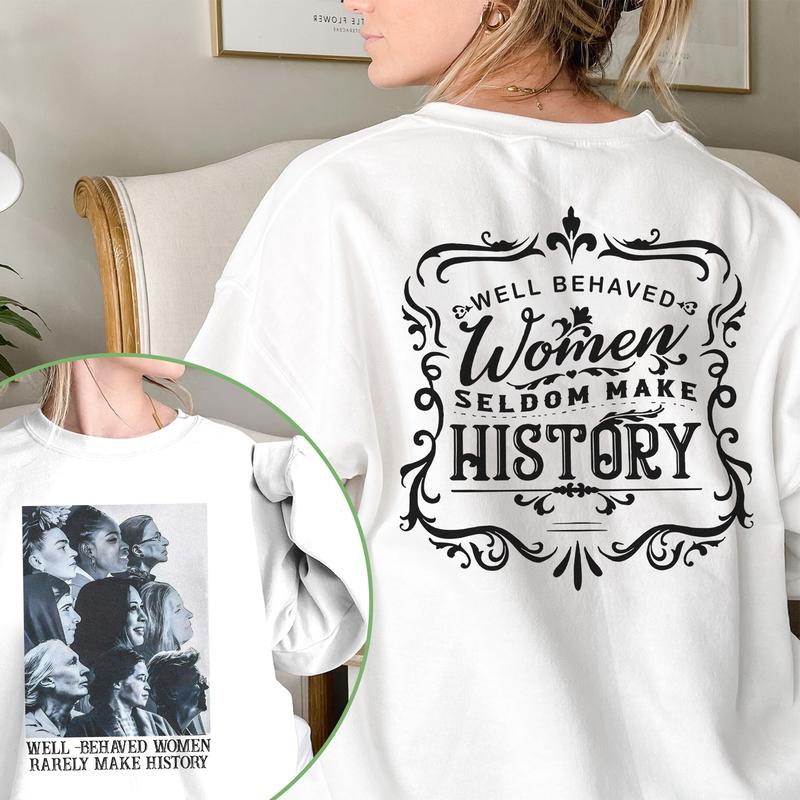 WELL BEHAVED
Women
SELDOM MAKE
HISTORY
WELL-BEHAVED WOMEN
RARELY MAKE HISTORY